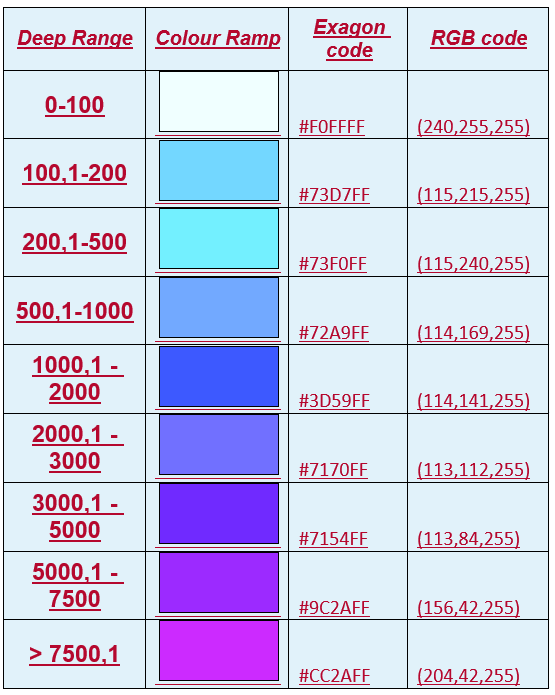 Deep Range Colour Ramp Exagon code RGB code
0-100 #F0FFFF (240,255,255)
100,1-200 #73D7FF (115,215,255)
200,1-500 #73F0FF (115,240,255)
500,1-1000 #72A9FF (114,169,255)
1000,1 - 2000 #3D59FF (114,141,255)
2000,1 - 3000 #7170FF (113,112,255)
3000,1 - 5000 #7154FF (113,84,255)
5000,1 - 7500 #9C2AFF (156,42,255)
> 7500,1 #CC2AFF (204,42,255)